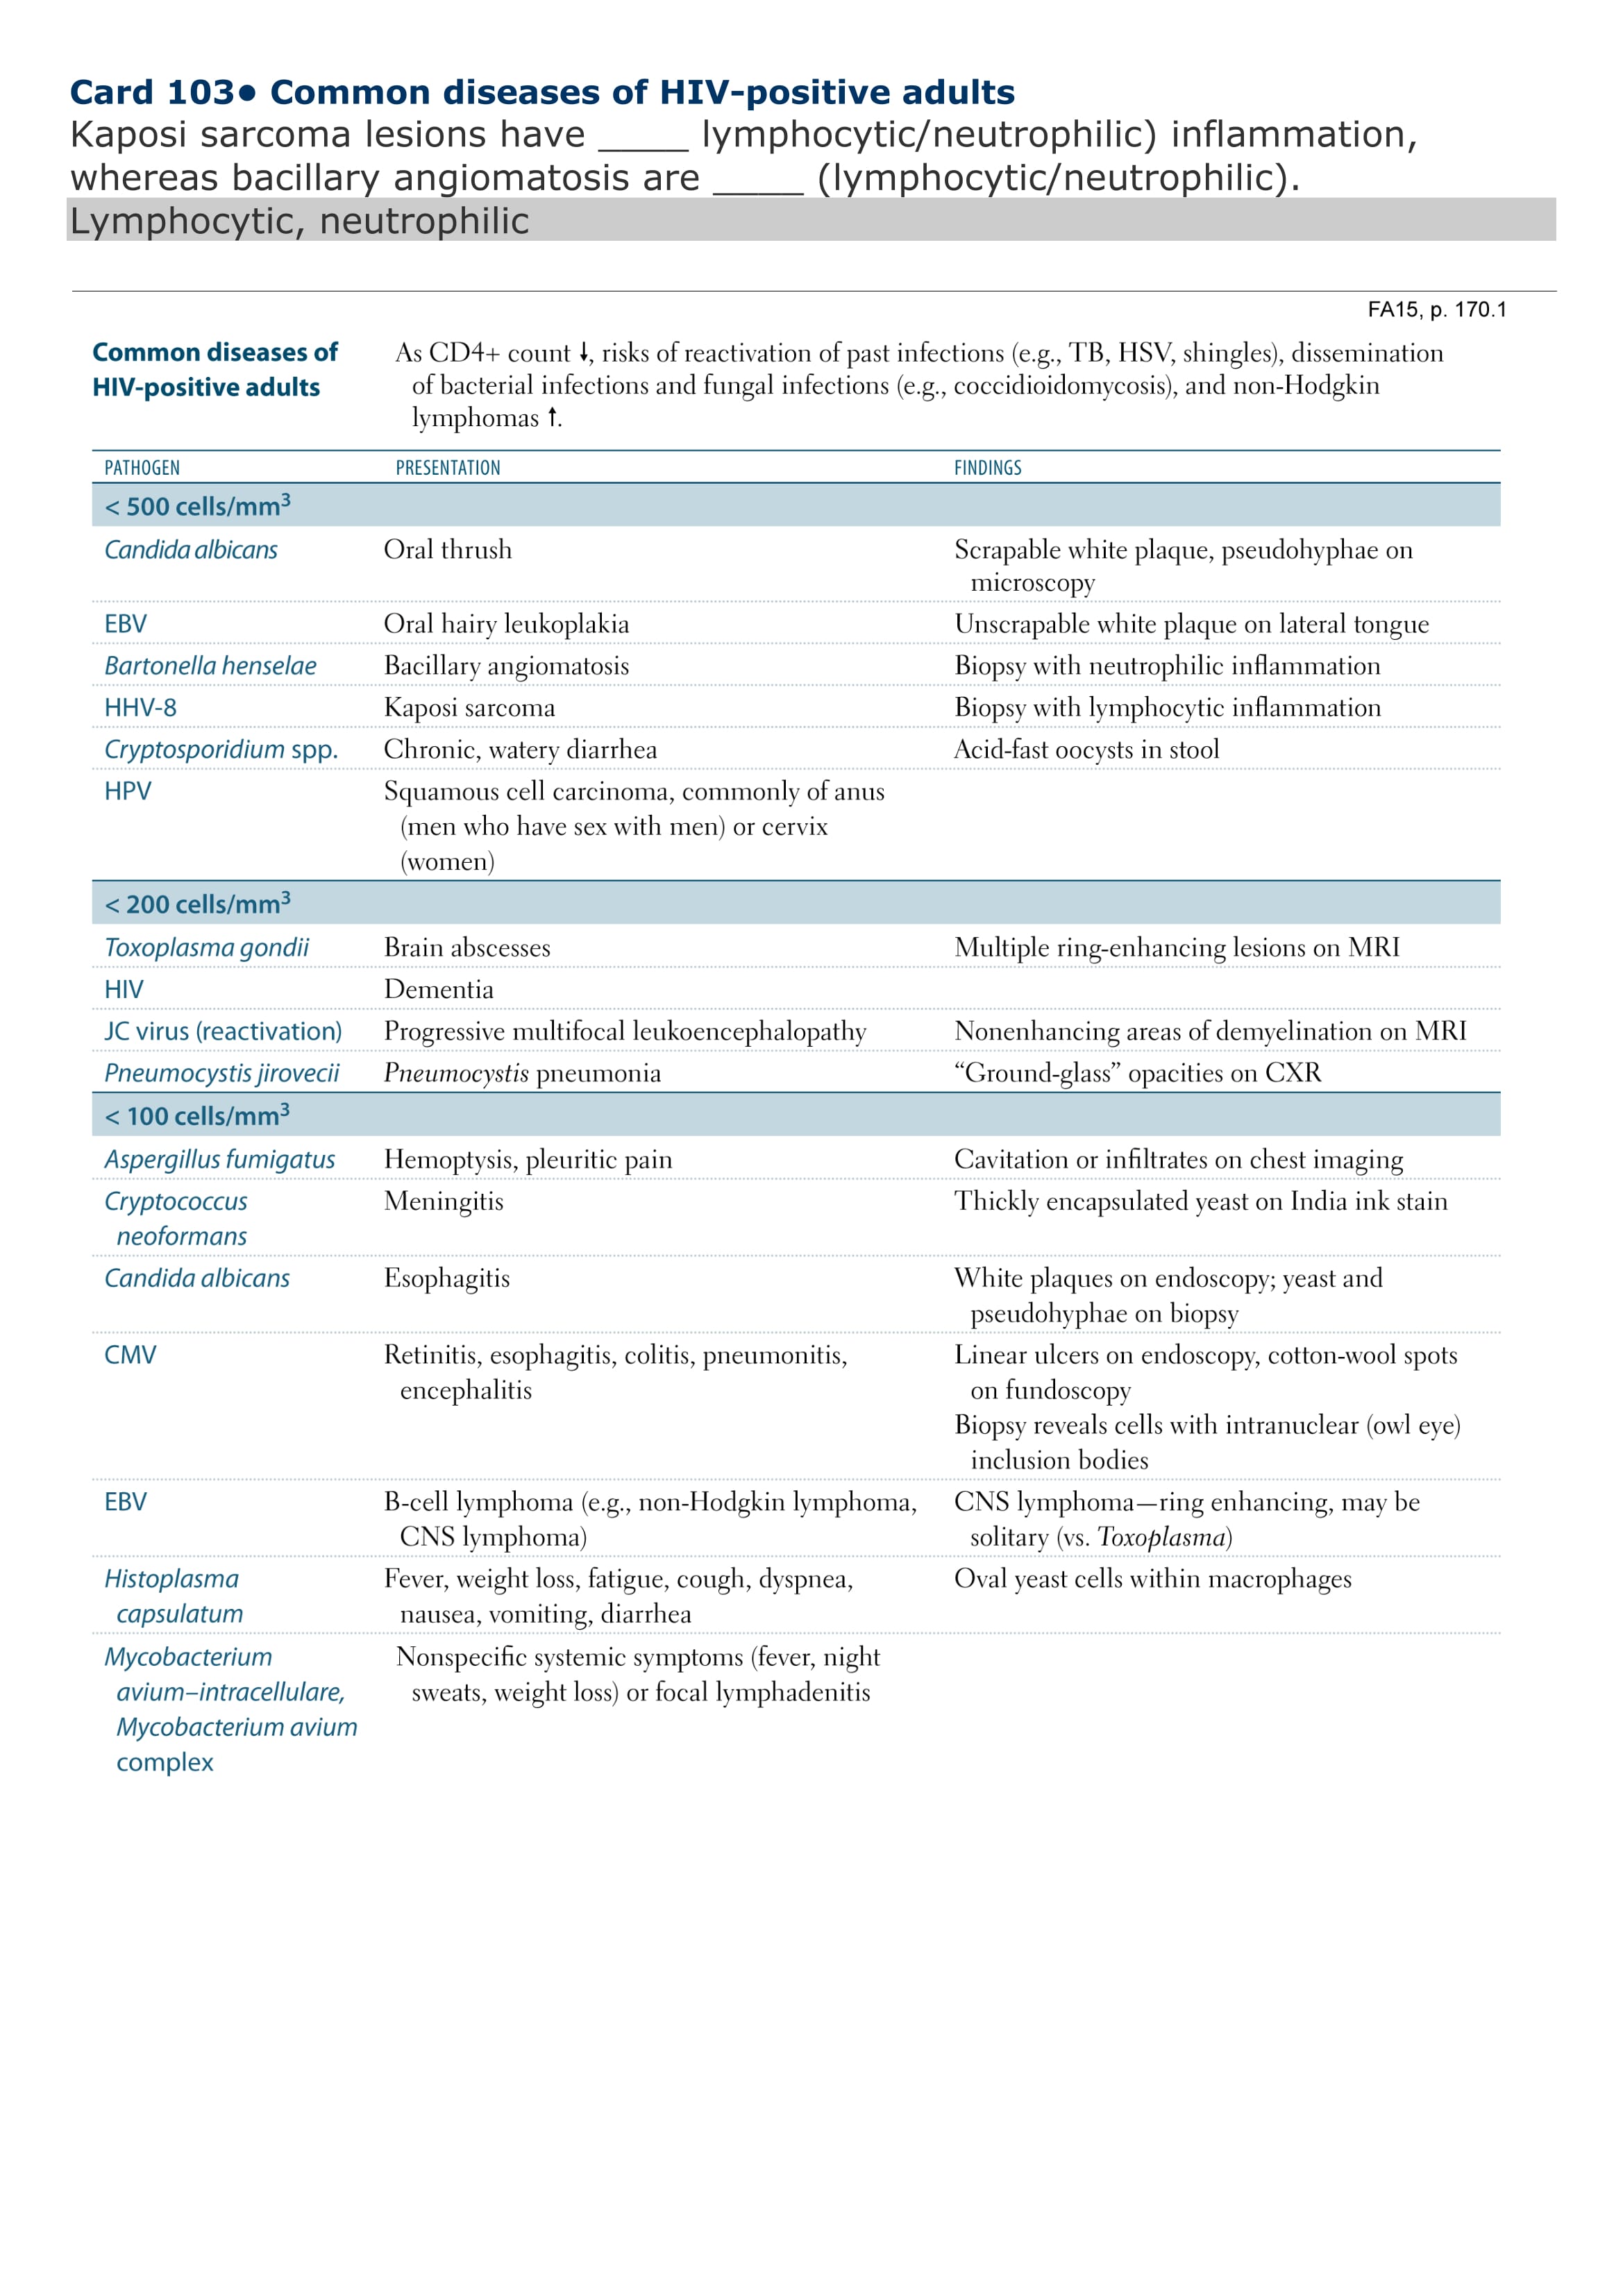 Card 103● Common diseases of HIV-positive adults
Kaposi sarcoma lesions have ____ lymphocytic/neutrophilic) inflammation,
whereas bacillary angiomatosis are ____ (lymphocytic/neutrophilic).
Lymphocytic, neutrophilic
FA15, p. 170.1
Common diseases of HIV-positive adults
As CD4+ count ↓, risks of reactivation of past infections (e.g., TB, HSV, shingles), dissemination
of bacterial infections and fungal infections (e.g., coccidioidomycosis), and non-Hodgkin
lymphomas ↑.
PATHOGEN PRESENTATION FINDINGS
< 500 cells/mm³
Candida albicans Oral thrush Scrapable white plaque, pseudohyphae on
microscopy
EBV Oral hairy leukoplakia Unscrapable white plaque on lateral tongue
Bartonella henselae Bacillary angiomatosis Biopsy with neutrophilic inflammation
HHV-8 Kaposi sarcoma Biopsy with lymphocytic inflammation
Cryptosporidium spp. Chronic, watery diarrhea Acid-fast oocysts in stool
HPV Squamous cell carcinoma, commonly of anus
(men who have sex with men) or cervix
(women)
< 200 cells/mm³
Toxoplasma gondii Brain abscesses Multiple ring-enhancing lesions on MRI
HIV Dementia
JC virus (reactivation) Progressive multifocal leukoencephalopathy Nonenhancing areas of demyelination on MRI
Pneumocystis jirovecii Pneumocystis pneumonia “Ground-glass” opacities on CXR
< 100 cells/mm³
Aspergillus fumigatus Hemoptysis, pleuritic pain Cavitation or infiltrates on chest imaging
Cryptococcus
neoformans Meningitis Thickly encapsulated yeast on India ink stain
Candida albicans Esophagitis White plaques on endoscopy; yeast and
pseudohyphae on biopsy
CMV Retinitis, esophagitis, colitis, pneumonitis,
encephalitis Linear ulcers on endoscopy, cotton-wool spots
on fundoscopy
Biopsy reveals cells with intranuclear (owl eye)
inclusion bodies
EBV B-cell lymphoma (e.g., non-Hodgkin lymphoma,
CNS lymphoma) CNS lymphoma—ring enhancing, may be
solitary (vs. Toxoplasma)
Histoplasma
capsulatum Fever, weight loss, fatigue, cough, dyspnea,
nausea, vomiting, diarrhea Oval yeast cells within macrophages
Mycobacterium
avium–intracellulare,
Mycobacterium avium
complex Nonspecific systemic symptoms (fever, night
sweats, weight loss) or focal lymphadenitis